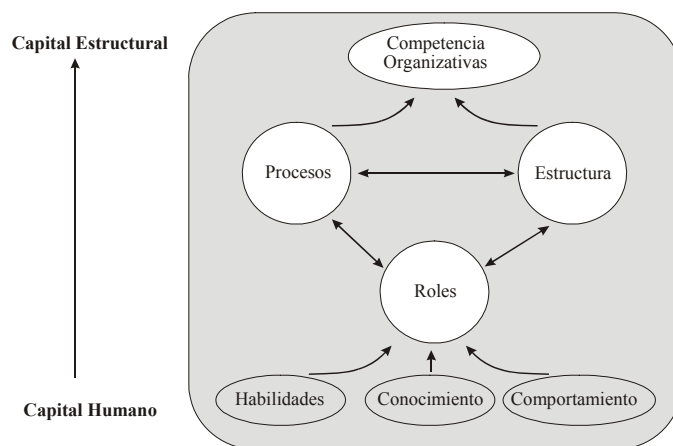 Capital Estructural
Competencia
Organizativas
Procesos
Estructura
Roles
Habilidades
Conocimiento
Comportamiento
Capital Humano